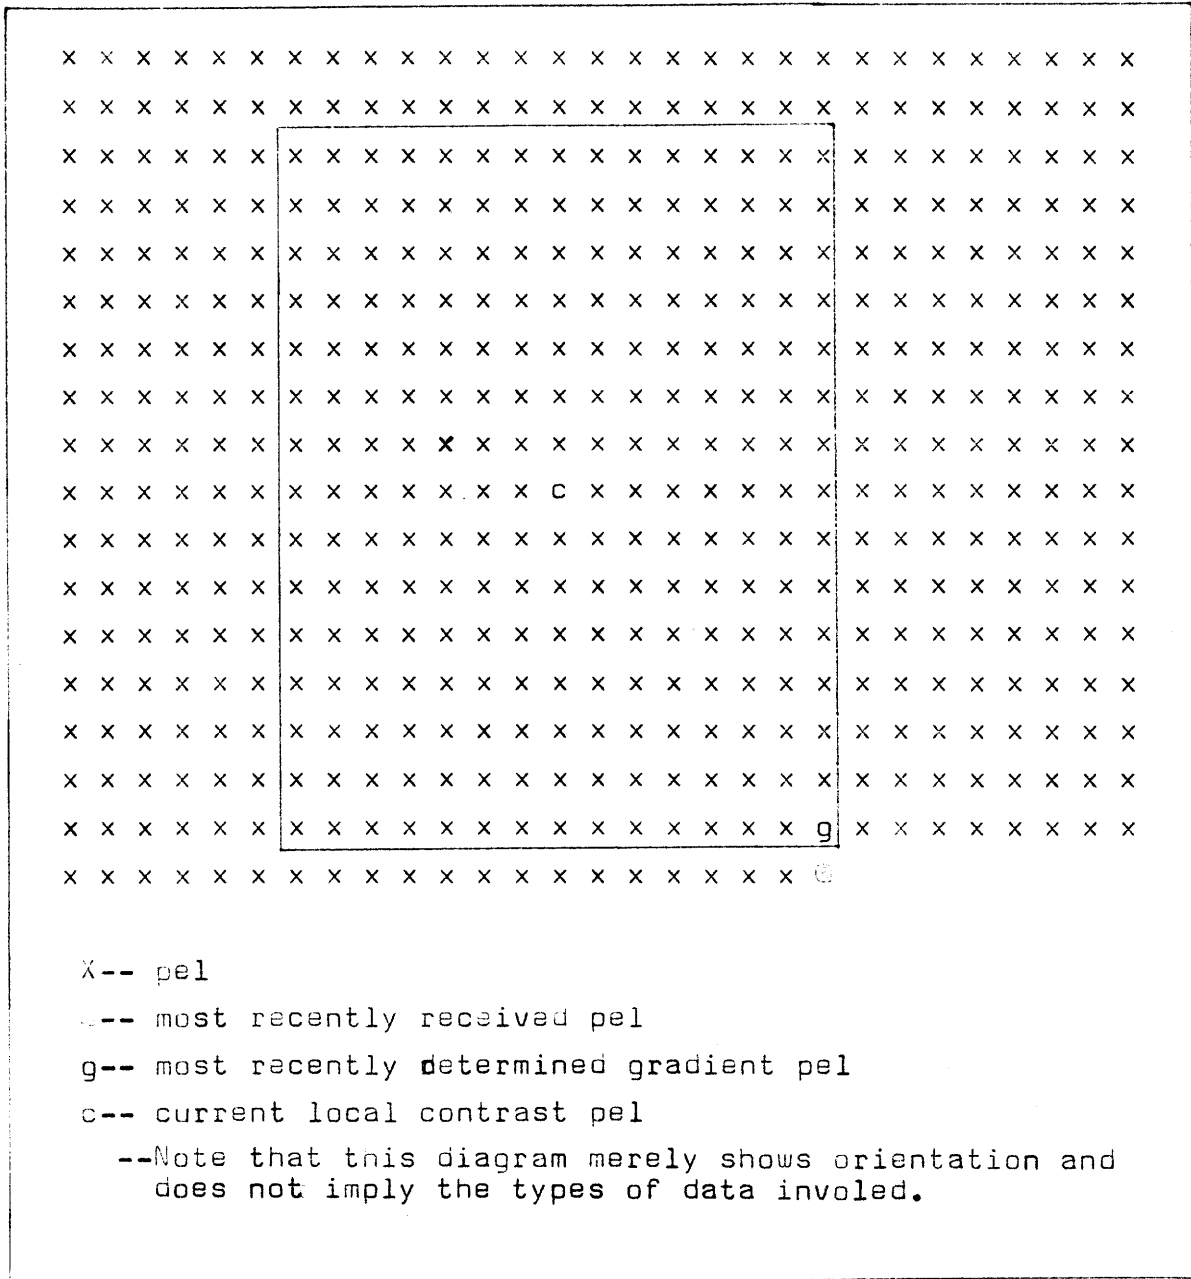 x x x x x x x x x x x x x x x x x x x x x x x x x x x x x
x x x x x x x x x x x x x x x x x x x x x x x x x x x x x
x x x x x x x x x x x x x x x x x x x x x x x x x x x x x
x x x x x x x x x x x x x x x x x x x x x x x x x x x x x
x x x x x x x x x x x x x x x x x x x x x x x x x x x x x
x x x x x x x x x x x x x x x x x x x x x x x x x x x x x
x x x x x x x x x x x x x x x x x x x x x x x x x x x x x
x x x x x x x x x x x x x x x x x x x x x x x x x x x x x
x x x x x x x x x x x x x x x x x x x x x x x x x x x x x
x x x x x x x x x x x x x c x x x x x x x x x x x x x x x
x x x x x x x x x x x x x x x x x x x x x x x x x x x x x
x x x x x x x x x x x x x x x x x x x x x x x x x x x x x
x x x x x x x x x x x x x x x x x x x x x x x x x x x x x
x x x x x x x x x x x x x x x x x x x x x x x x x x x x x
x x x x x x x x x x x x x x x x x x x x x x x x x x x x x
x x x x x x x x x x x x x x x x x x x x x x x x x x x x x
x x x x x x x x x x x x x x x x x x x x g x x x x x x x x
x x x x x x x x x x x x x x x x x x x x
X-- pel
-- most recently received pel
g-- most recently determined gradient pel
c-- current local contrast pel
--Note that this diagram merely shows orientation and
does not imply the types of data involed.